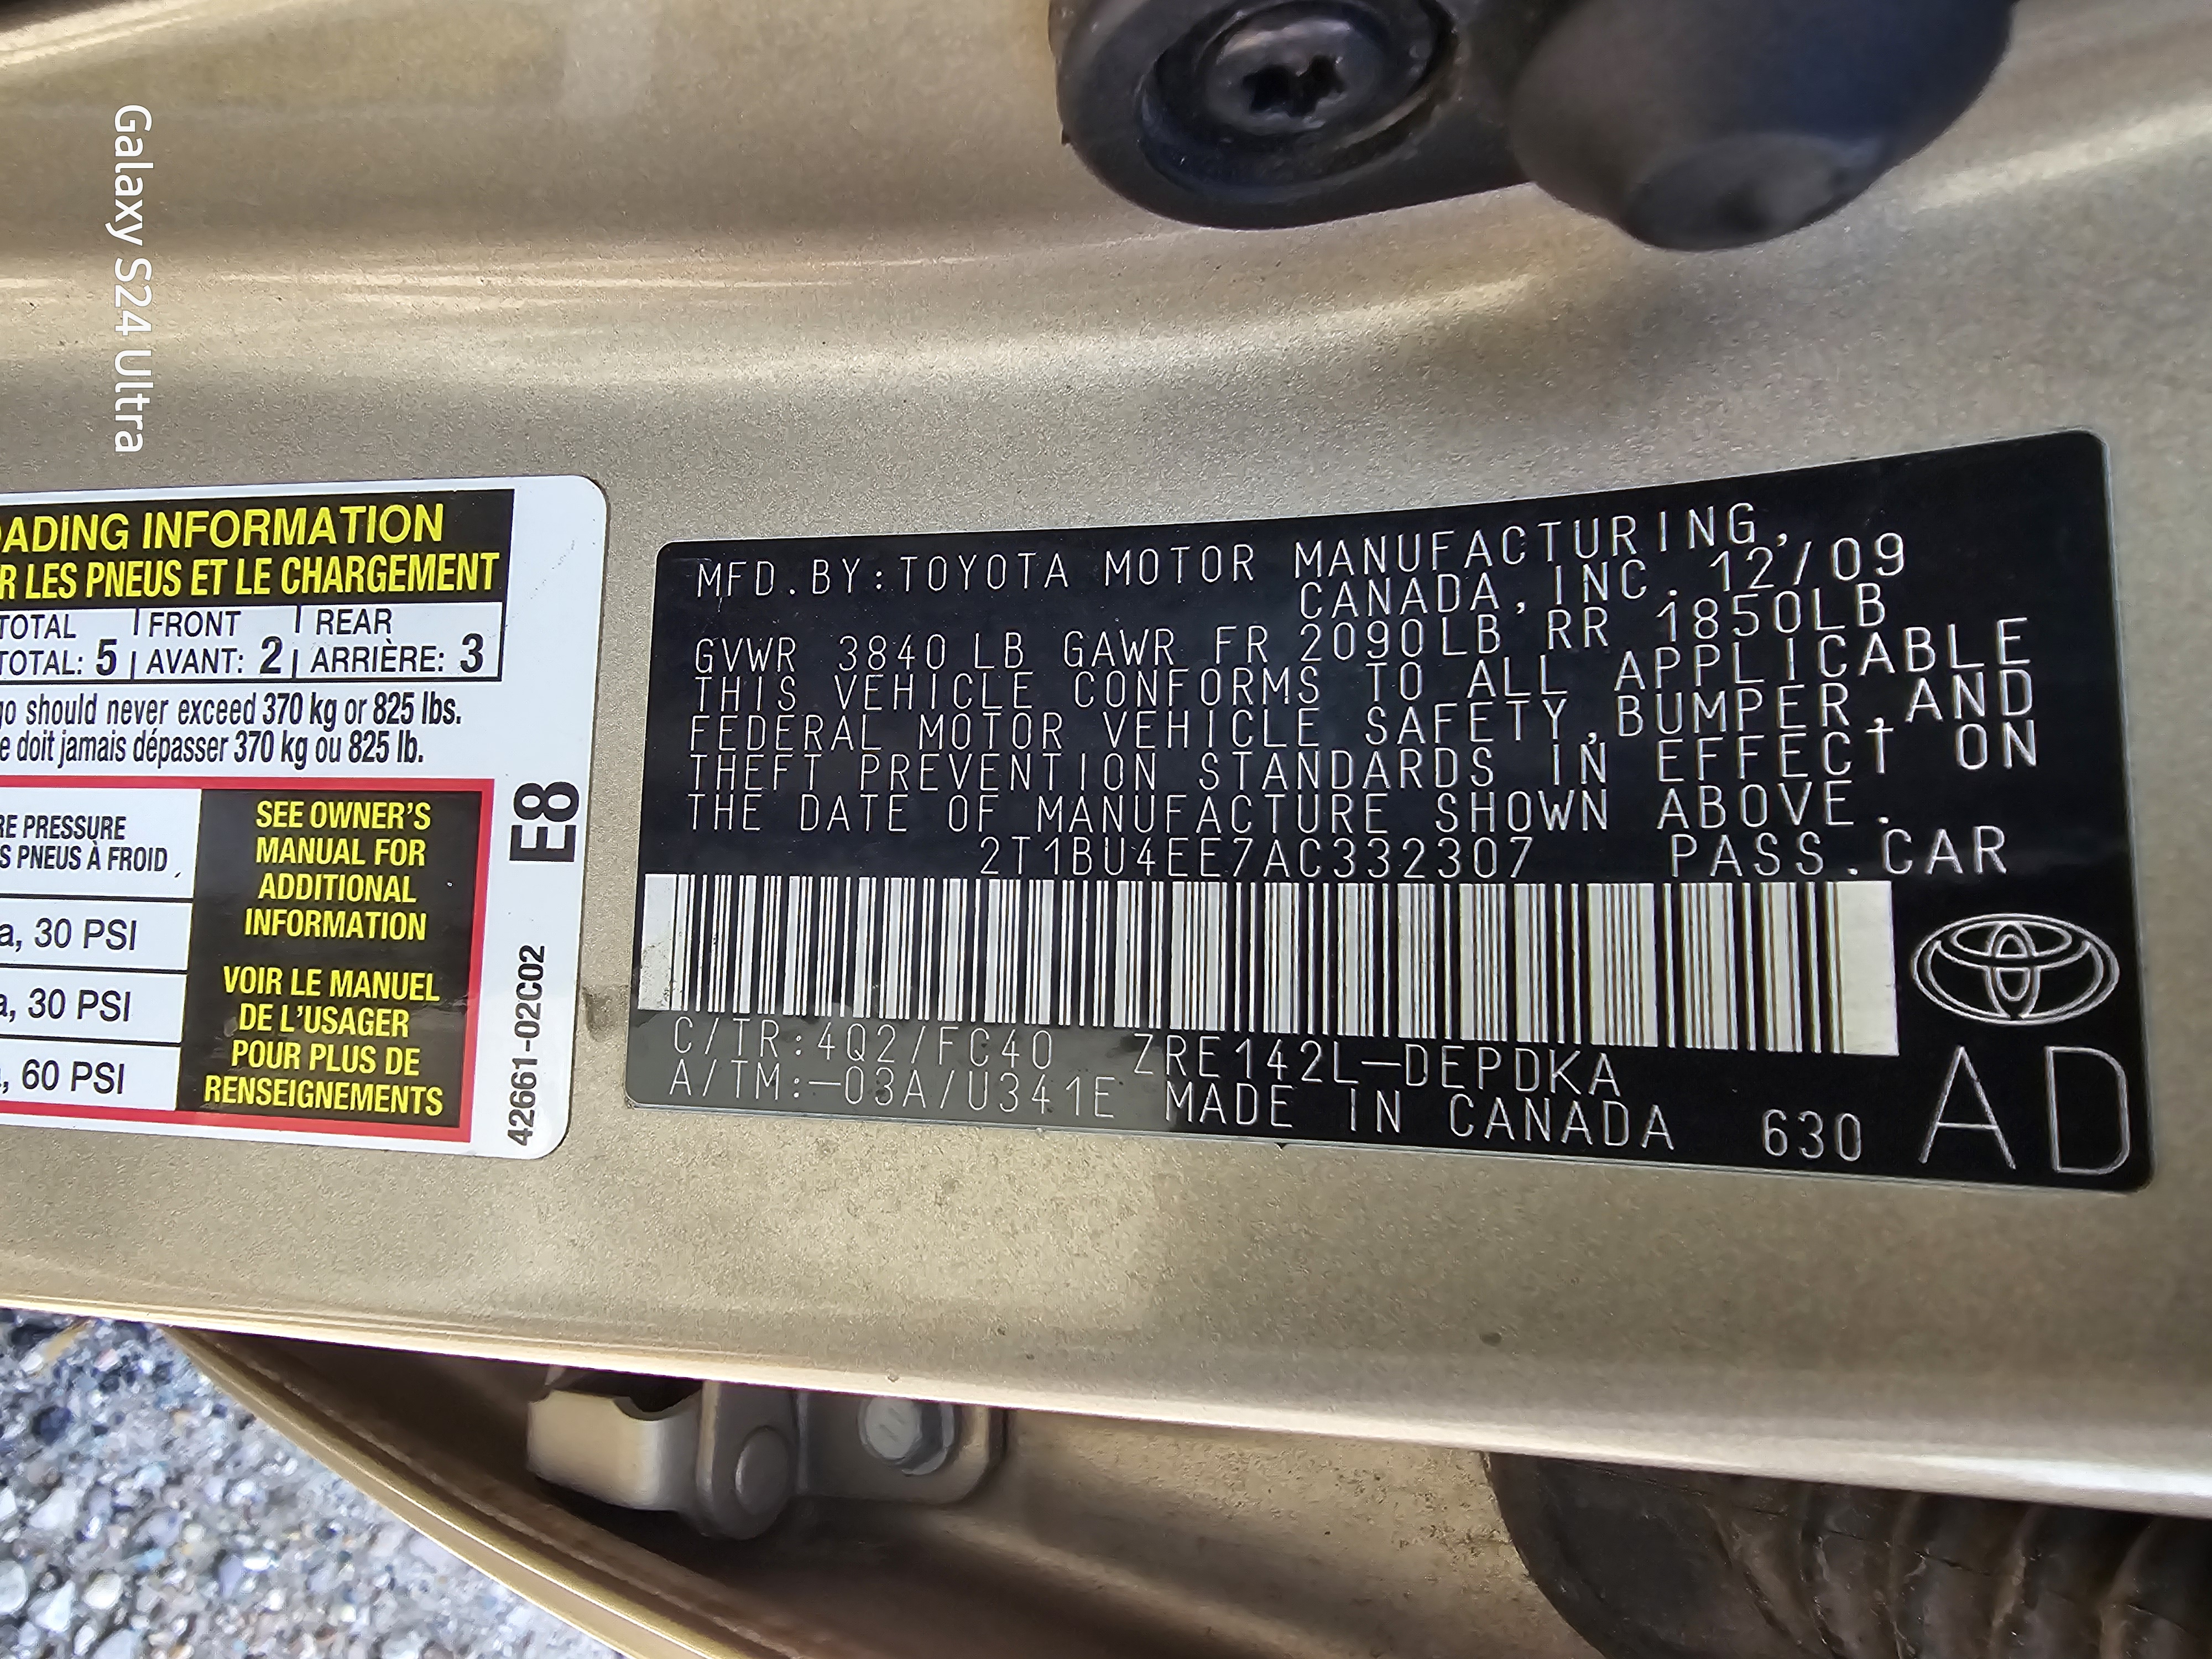 Galaxy S24 Ultra
ADING INFORMATION
R LES PNEUS ET LE CHARGEMENT
TOTAL FRONT REAR
TOTAL: 5 AVANT: 2 ARRIÈRE: 3
go should never exceed 370 kg or 825 lbs.
e doit jamais dépasser 370 kg ou 825 lb.
RE PRESSURE
S PNEUS À FROID
a, 30 PSI
a, 30 PSI
, 60 PSI
SEE OWNER'S
MANUAL FOR
ADDITIONAL
INFORMATION
VOIR LE MANUEL
DE L'USAGER
POUR PLUS DE
RENSEIGNEMENTS
E8
42661-02C02
MFD.BY:TOYOTA MOTOR MANUFACTURING,
CANADA,INC. 12/09
GVWR 3840 LB GAWR FR 2090LB RR 1850LB
THIS VEHICLE CONFORMS TO ALL APPLICABLE
FEDERAL MOTOR VEHICLE SAFETY,BUMPER,AND
THEFT PREVENTION STANDARDS IN EFFECT ON
THE DATE OF MANUFACTURE SHOWN ABOVE.
2T1BU4EE7AC332307 PASS.CAR
C/TR:4Q2/FC40 ZRE142L-DEPDKA
A/TM:-03A/U341E MADE IN CANADA 630
AD